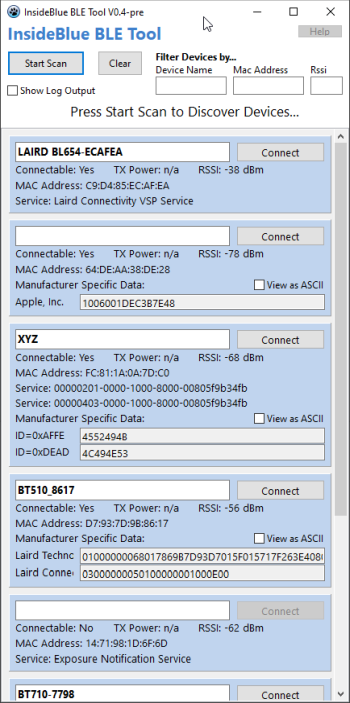 InsideBlue BLE Tool V0.4-pre
InsideBlue BLE Tool
Help
Start Scan
Clear
Filter Devices by...
Device Name
Mac Address
Rssi
Show Log Output
Press Start Scan to Discover Devices...
LAIRD BL654-ECAFEA
Connect
Connectable: Yes TX Power: n/a RSSI: -38 dBm
MAC Address: C9:D4:85:EC:AF:EA
Service: Laird Connectivity VSP Service
Connect
Connectable: Yes TX Power: n/a RSSI: -78 dBm
MAC Address: 64:DE:AA:38:DE:28
Manufacturer Specific Data: View as ASCII
Apple, Inc. 1006001DEC3B7E48
XYZ
Connect
Connectable: Yes TX Power: n/a RSSI: -68 dBm
MAC Address: FC:81:1A:0A:7D:C0
Service: 00000201-0000-1000-8000-00805f9b34fb
Service: 00000403-0000-1000-8000-00805f9b34fb
Manufacturer Specific Data: View as ASCII
ID=0xAFFE 4552494B
ID=0xDEAD 4C494E53
BT510_8617
Connect
Connectable: Yes TX Power: n/a RSSI: -56 dBm
MAC Address: D7:93:7D:9B:86:17
Manufacturer Specific Data: View as ASCII
Laird Techno 01000000068017869B7D93D7015F015717F263E4080
Laird Conne 03000000050100000001000E00
Connect
Connectable: No TX Power: n/a RSSI: -62 dBm
MAC Address: 14:71:98:1D:6F:6D
Service: Exposure Notification Service
BT710-7798
Connect